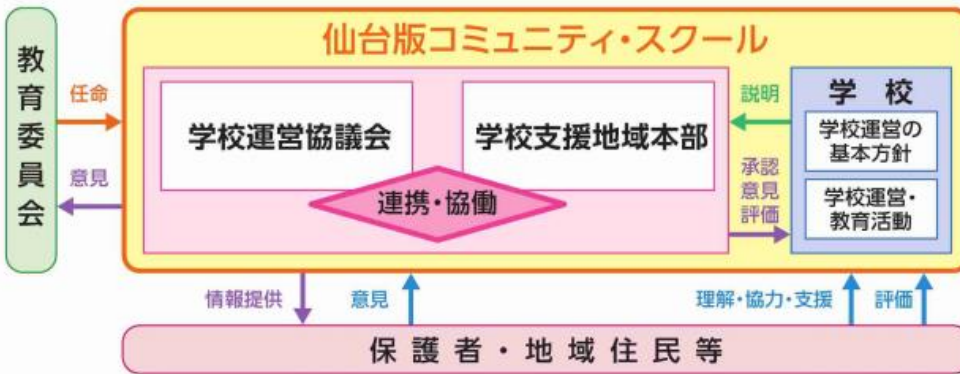 仙台版コミュニティ・スクール
教育委員会
任命
意見
学校運営協議会
学校支援地域本部
連携・協働
説明
承認
意見
評価
学校
学校運営の
基本方針
学校運営・
教育活動
情報提供
意見
理解・協力・支援
評価
保護者・地域住民等